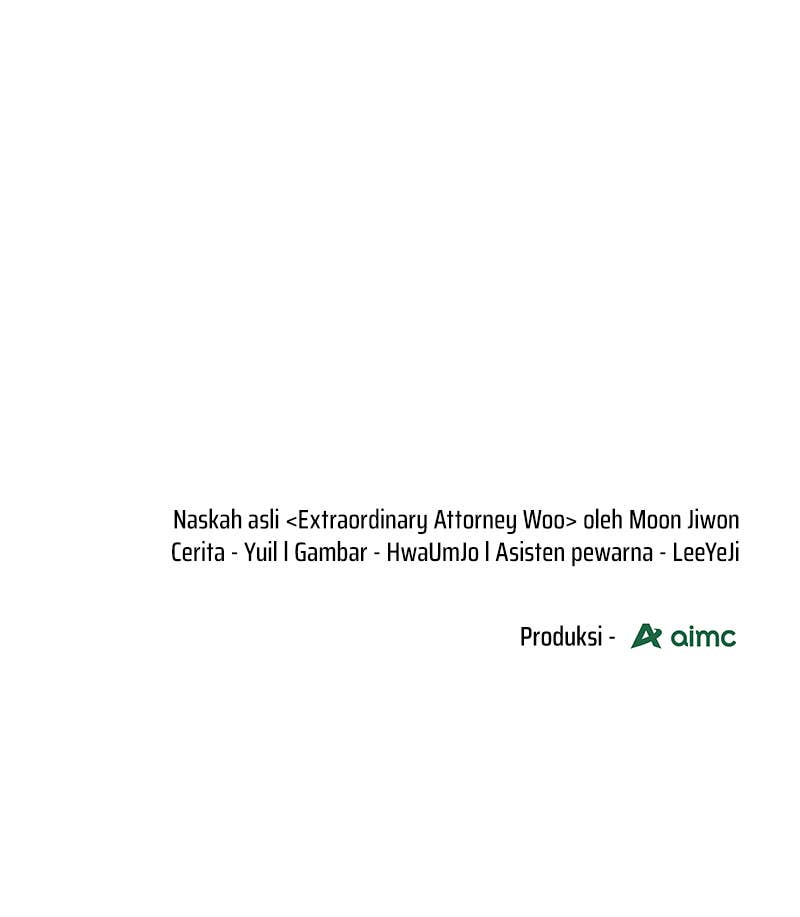 Naskah asli <Extraordinary Attorney Woo> oleh Moon Jiwon
Cerita - Yuil l Gambar - HwaUmJo l Asisten pewarna - LeeYeJi
Produksi - aimc